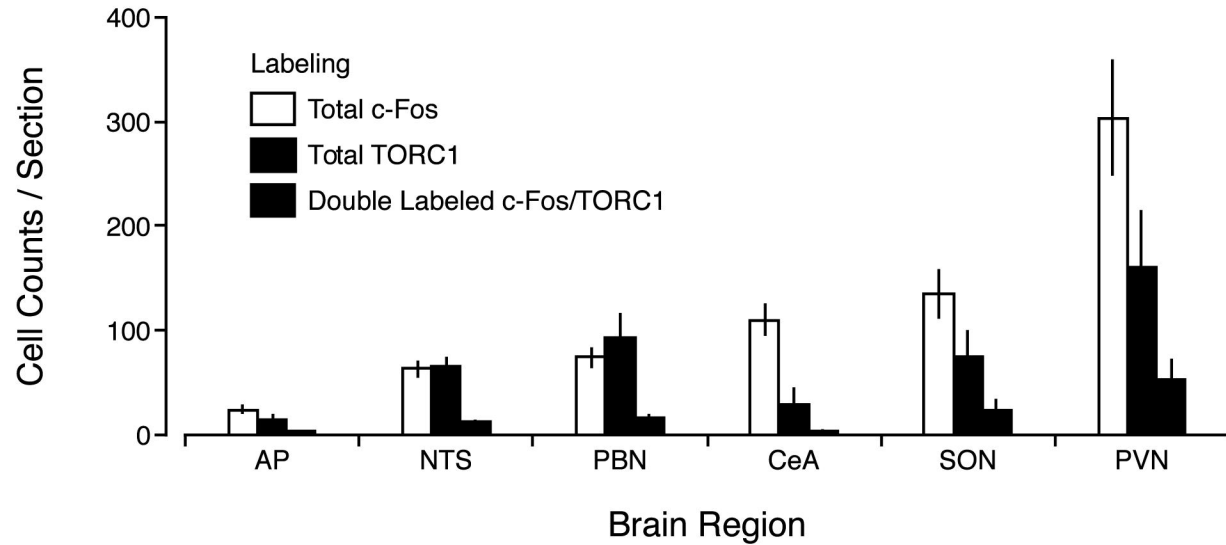 Cell Counts / Section
400
300
200
100
0
Labeling
Total c-Fos
Total TORC1
Double Labeled c-Fos/TORC1
AP NTS PBN CeA SON PVN
Brain Region